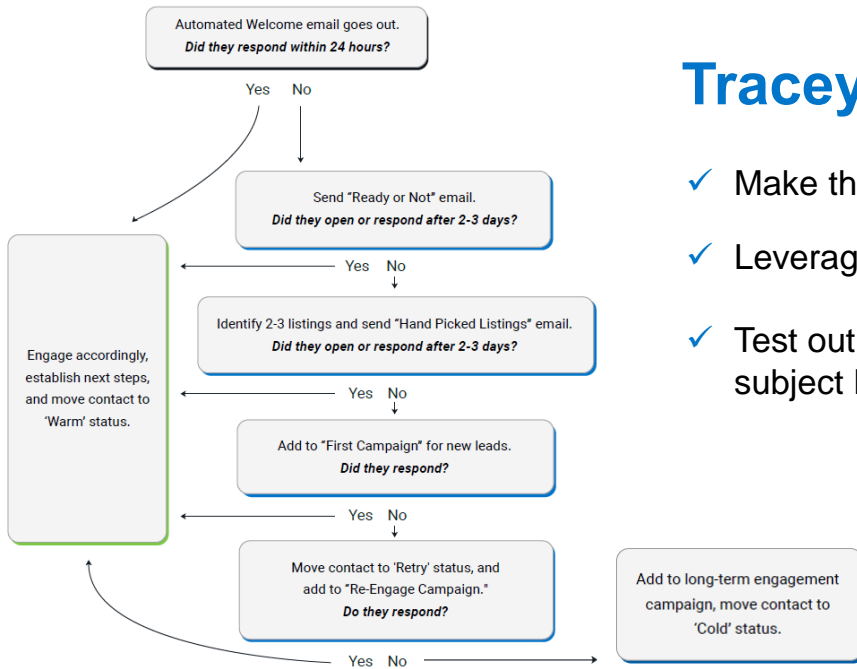 Automated Welcome email goes out.
Did they respond within 24 hours?
Yes No
Send “Ready or Not” email.
Did they open or respond after 2-3 days?
Yes No
Identify 2-3 listings and send “Hand Picked Listings” email.
Did they open or respond after 2-3 days?
Yes No
Engage accordingly,
establish next steps,
and move contact to
‘Warm’ status.
Add to “First Campaign” for new leads.
Did they respond?
Yes No
Move contact to 'Retry' status, and
add to “Re-Engage Campaign."
Do they respond?
Yes No
Add to long-term engagement
campaign, move contact to
‘Cold’ status.
Tracey
✓ Make th
✓ Leverag
✓ Test out
subject